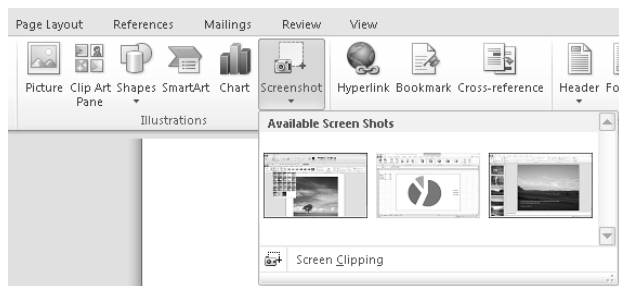 Page Layout References Mailings Review View
Picture Clip Art Shapes SmartArt Chart Screenshot Hyperlink Bookmark Cross-reference Header Fo
Pane
Illustrations
Available Screen Shots
Screen Clipping